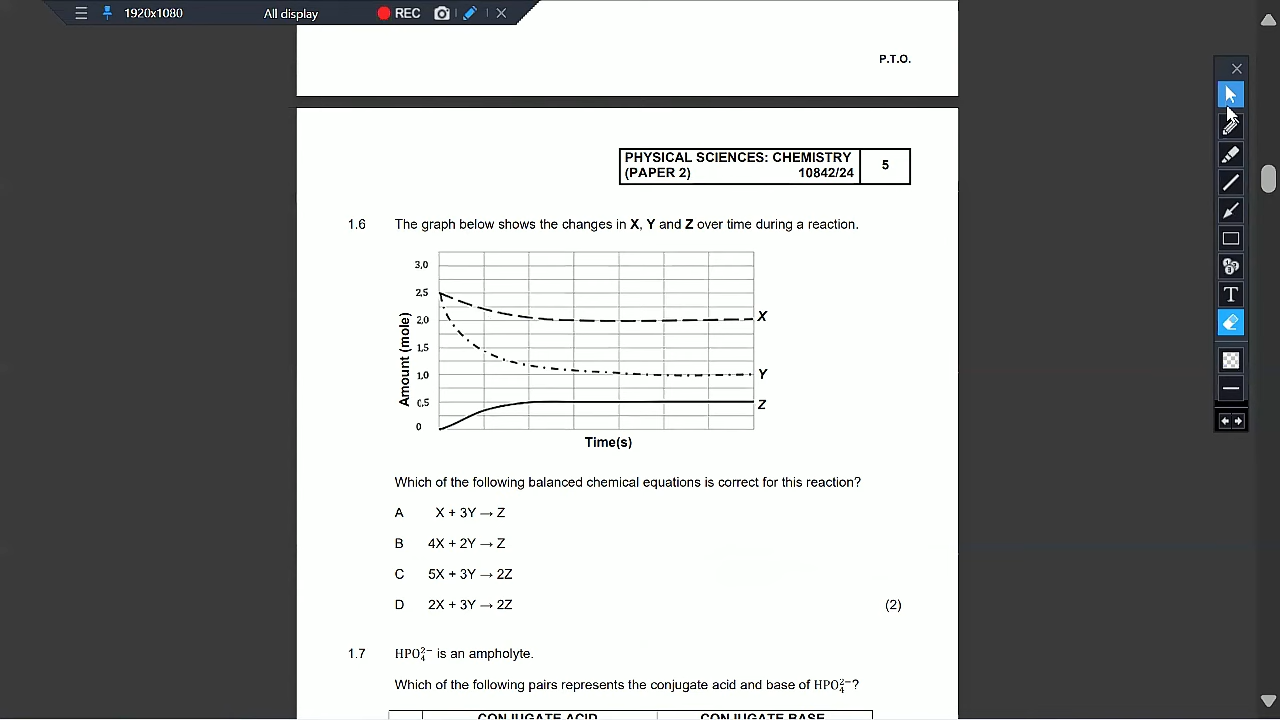 1920x1080 All display REC
P.T.O.
PHYSICAL SCIENCES: CHEMISTRY
(PAPER 2) 10842/24
5
1.6 The graph below shows the changes in X, Y and Z over time during a reaction.
3,0
2,5
2,0
1,5
1,0
0,5
0
Amount (mole)
X
Y
Z
Time(s)
Which of the following balanced chemical equations is correct for this reaction?
A X + 3Y → Z
B 4X + 2Y → Z
C 5X + 3Y → 2Z
D 2X + 3Y → 2Z (2)
1.7 HPO₄²⁻ is an ampholyte.
Which of the following pairs represents the conjugate acid and base of HPO₄²⁻?
CONJUGATE ACID CONJUGATE BASE